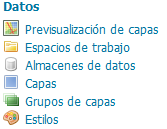 Datos
Previsualización de capas
Espacios de trabajo
Almacenes de datos
Capas
Grupos de capas
Estilos